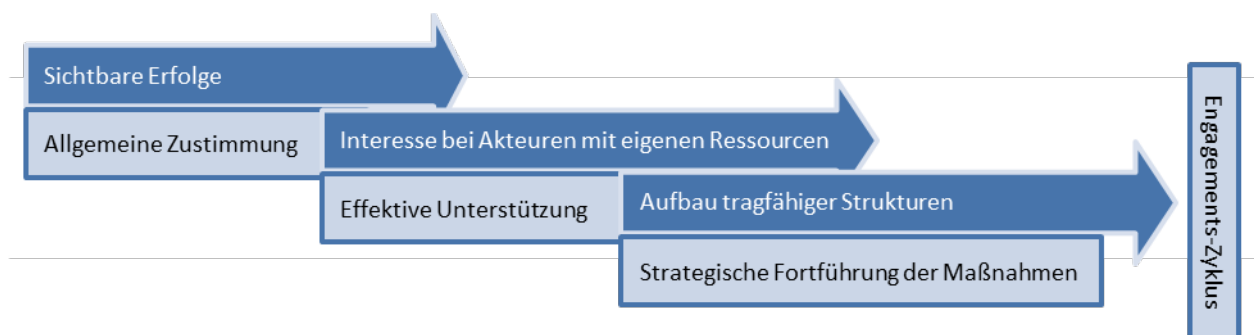 Sichtbare Erfolge
Allgemeine Zustimmung
Interesse bei Akteuren mit eigenen Ressourcen
Effektive Unterstützung
Aufbau tragfähiger Strukturen
Strategische Fortführung der Maßnahmen
Engagements-Zyklus